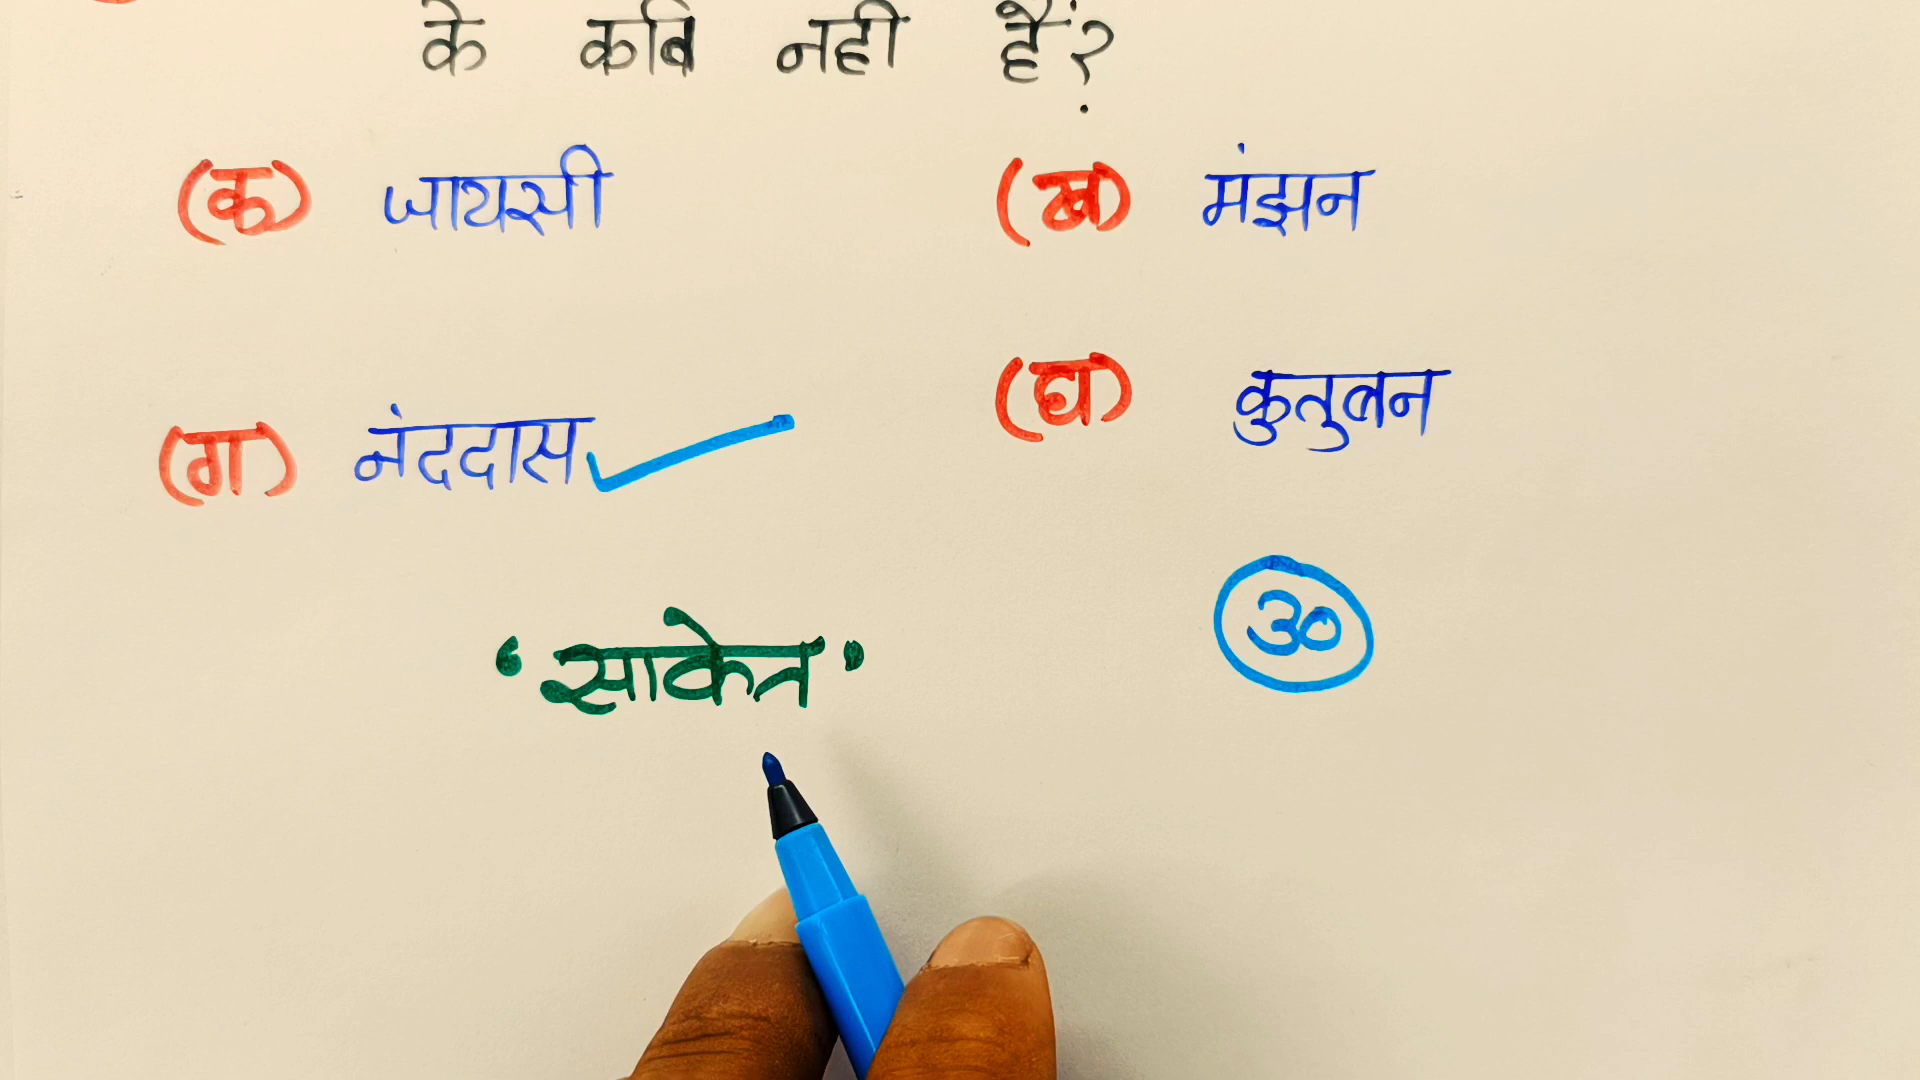 के कवि नही हैं?
(क) जायसी (ख) मंझन
(ग) नंददास (घ) कुतुबन
'साकेत' 30